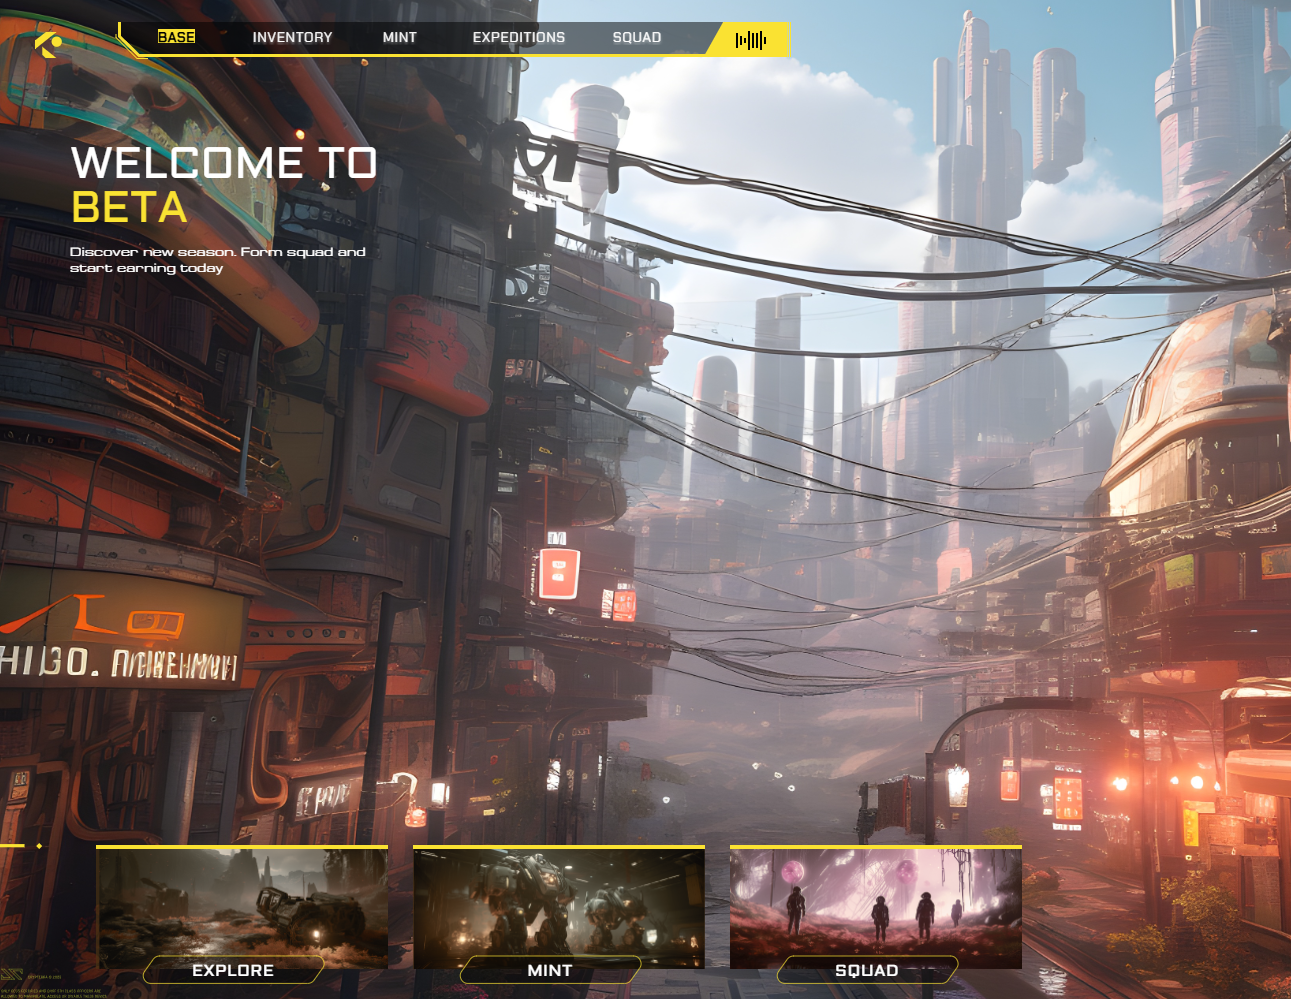 BASE INVENTORY MINT EXPEDITIONS SQUAD
WELCOME TO
BETA
Discover new season. Form squad and
start earning today
EXPLORE MINT SQUAD